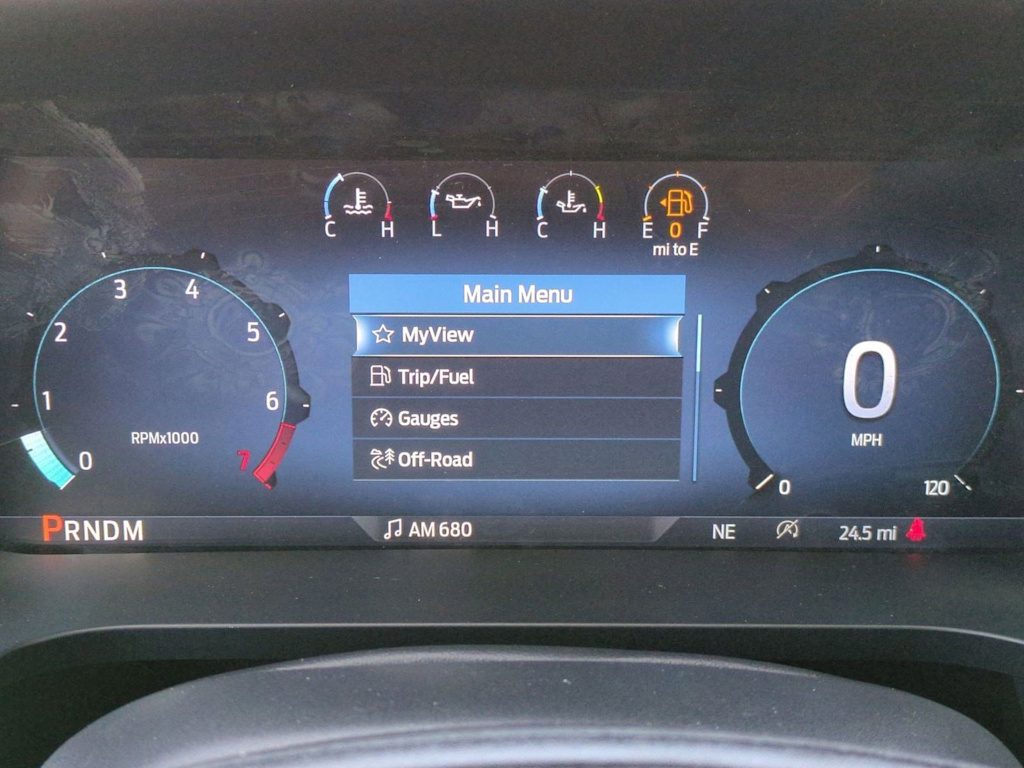 C H
L H
C H
E 0 F
mi to E
Main Menu
MyView
Trip/Fuel
Gauges
Off-Road
3 4
2 5
1 6
RPMx1000
0 7
0
MPH
0 120
PRNDM
AM 680
NE
24.5 mi